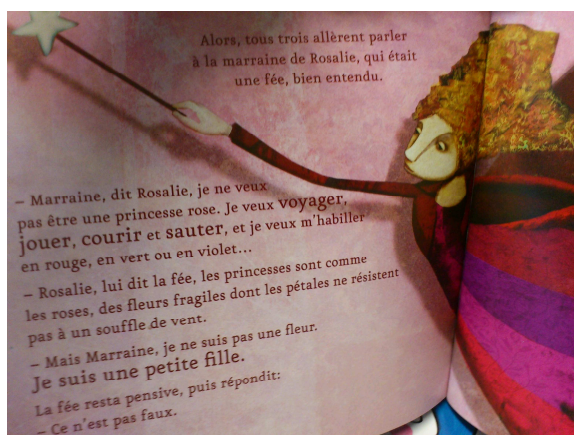 Alors, tous trois allèrent parler
à la marraine de Rosalie, qui était
une fée, bien entendu.
– Marraine, dit Rosalie, je ne veux
pas être une princesse rose. Je veux voyager,
jouer, courir et sauter, et je veux m'habiller
en rouge, en vert ou en violet...
– Rosalie, lui dit la fée, les princesses sont comme
les roses, des fleurs fragiles dont les pétales ne résistent
pas à un souffle de vent.
– Mais Marraine, je ne suis pas une fleur.
Je suis une petite fille.
La fée resta pensive, puis répondit:
– Ce n'est pas faux.